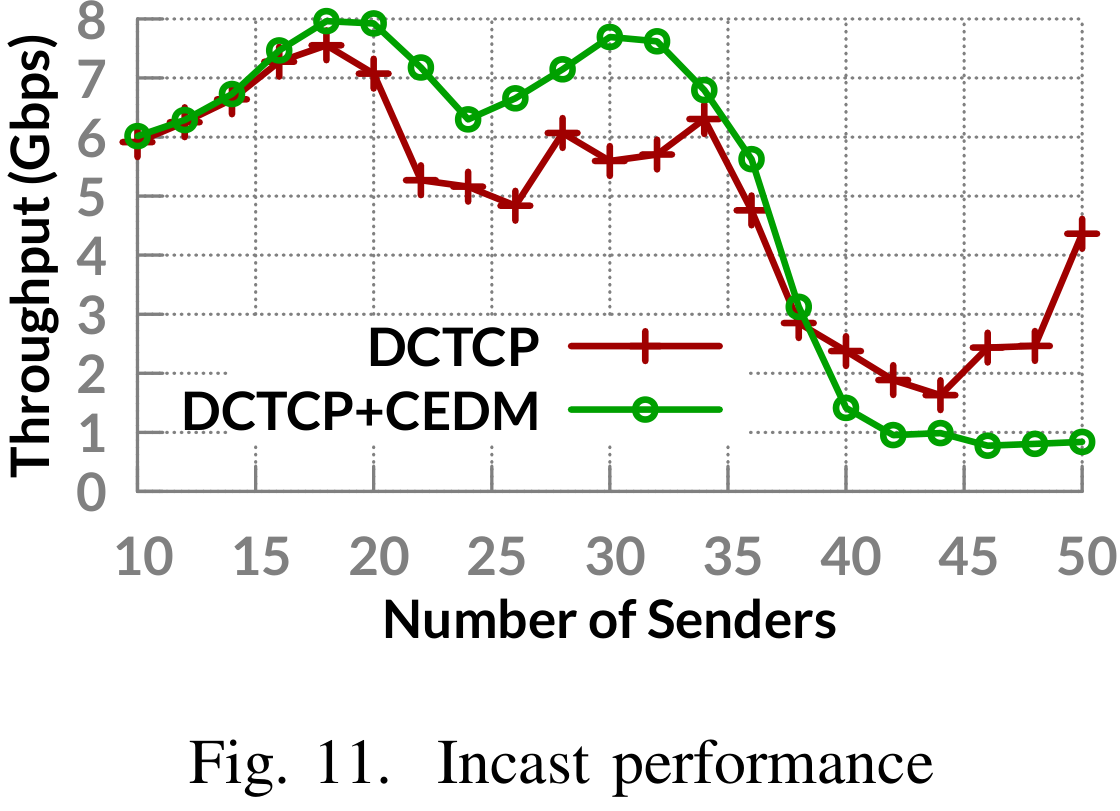 Throughput (Gbps)
8
7
6
5
4
3
2
1
0
DCTCP
DCTCP+CEDM
10 15 20 25 30 35 40 45 50
Number of Senders
Fig. 11. Incast performance